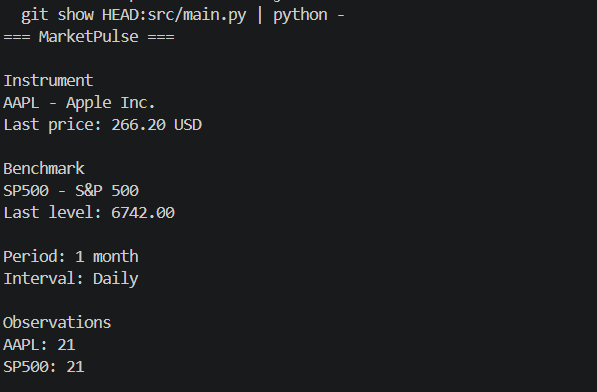 git show HEAD:src/main.py | python -
=== MarketPulse ===
Instrument
AAPL - Apple Inc.
Last price: 266.20 USD
Benchmark
SP500 - S&P 500
Last level: 6742.00
Period: 1 month
Interval: Daily
Observations
AAPL: 21
SP500: 21